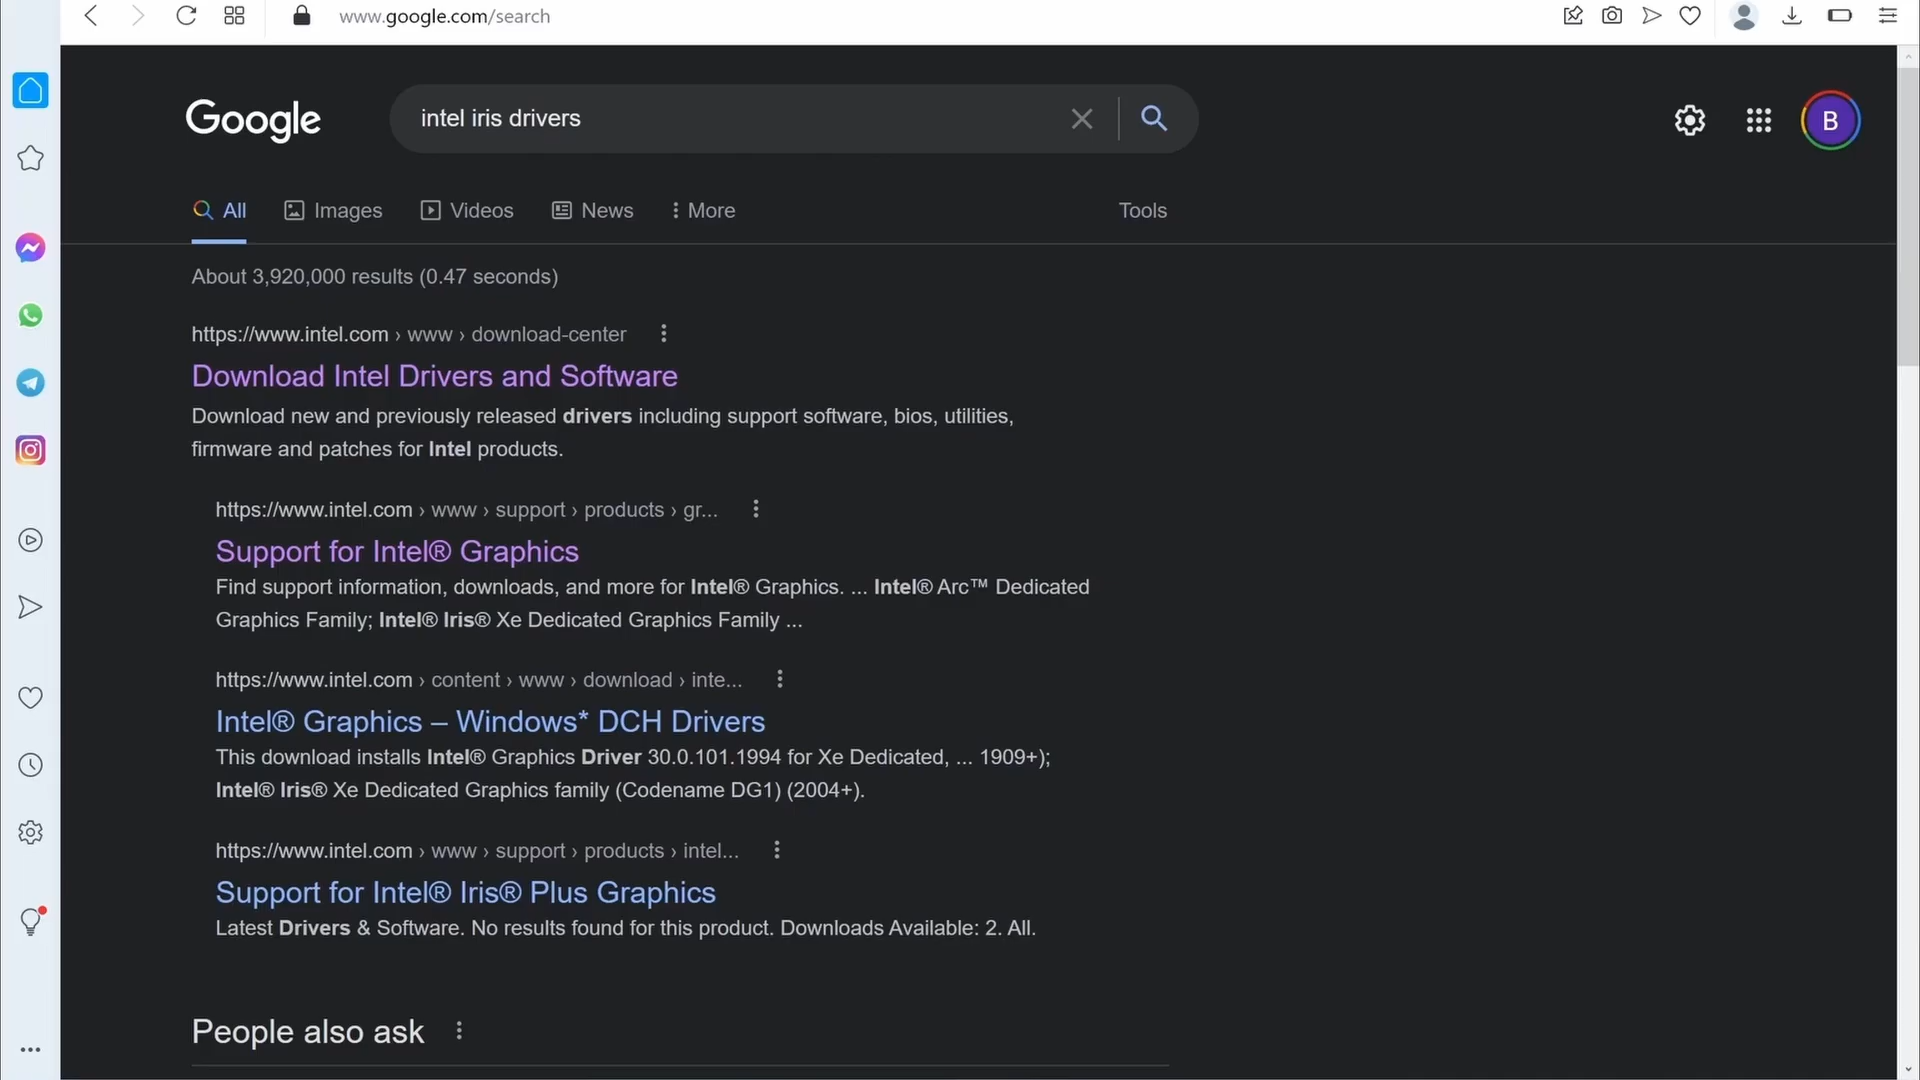 www.google.com/search
Google
intel iris drivers
B
All
Images
Videos
News
More
Tools
About 3,920,000 results (0.47 seconds)
https://www.intel.com › www › download-center
Download Intel Drivers and Software
Download new and previously released drivers including support software, bios, utilities,
firmware and patches for Intel products.
https://www.intel.com › www › support › products › gr...
Support for Intel® Graphics
Find support information, downloads, and more for Intel® Graphics. ... Intel® Arc™ Dedicated
Graphics Family; Intel® Iris® Xe Dedicated Graphics Family ...
https://www.intel.com › content › www › download › inte...
Intel® Graphics – Windows* DCH Drivers
This download installs Intel® Graphics Driver 30.0.101.1994 for Xe Dedicated, ... 1909+);
Intel® Iris® Xe Dedicated Graphics family (Codename DG1) (2004+).
https://www.intel.com › www › support › products › intel...
Support for Intel® Iris® Plus Graphics
Latest Drivers & Software. No results found for this product. Downloads Available: 2. All.
People also ask